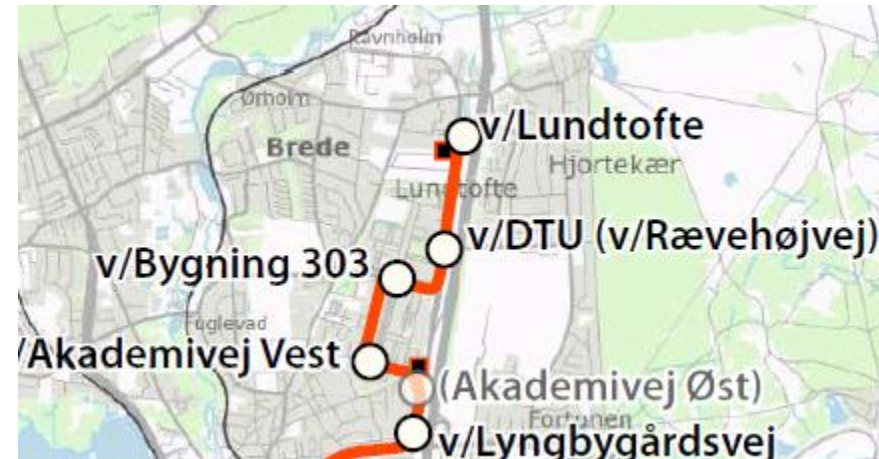 Ravnholm
Ørholm
v/Lundtofte
Brede
Hjortekær
Lundtofte
v/DTU (v/Rævehøjvej)
v/Bygning 303
Fuglevad
/Akademivej Vest
(Akademivej Øst)
Fortunen
v/Lyngbygårdsvej